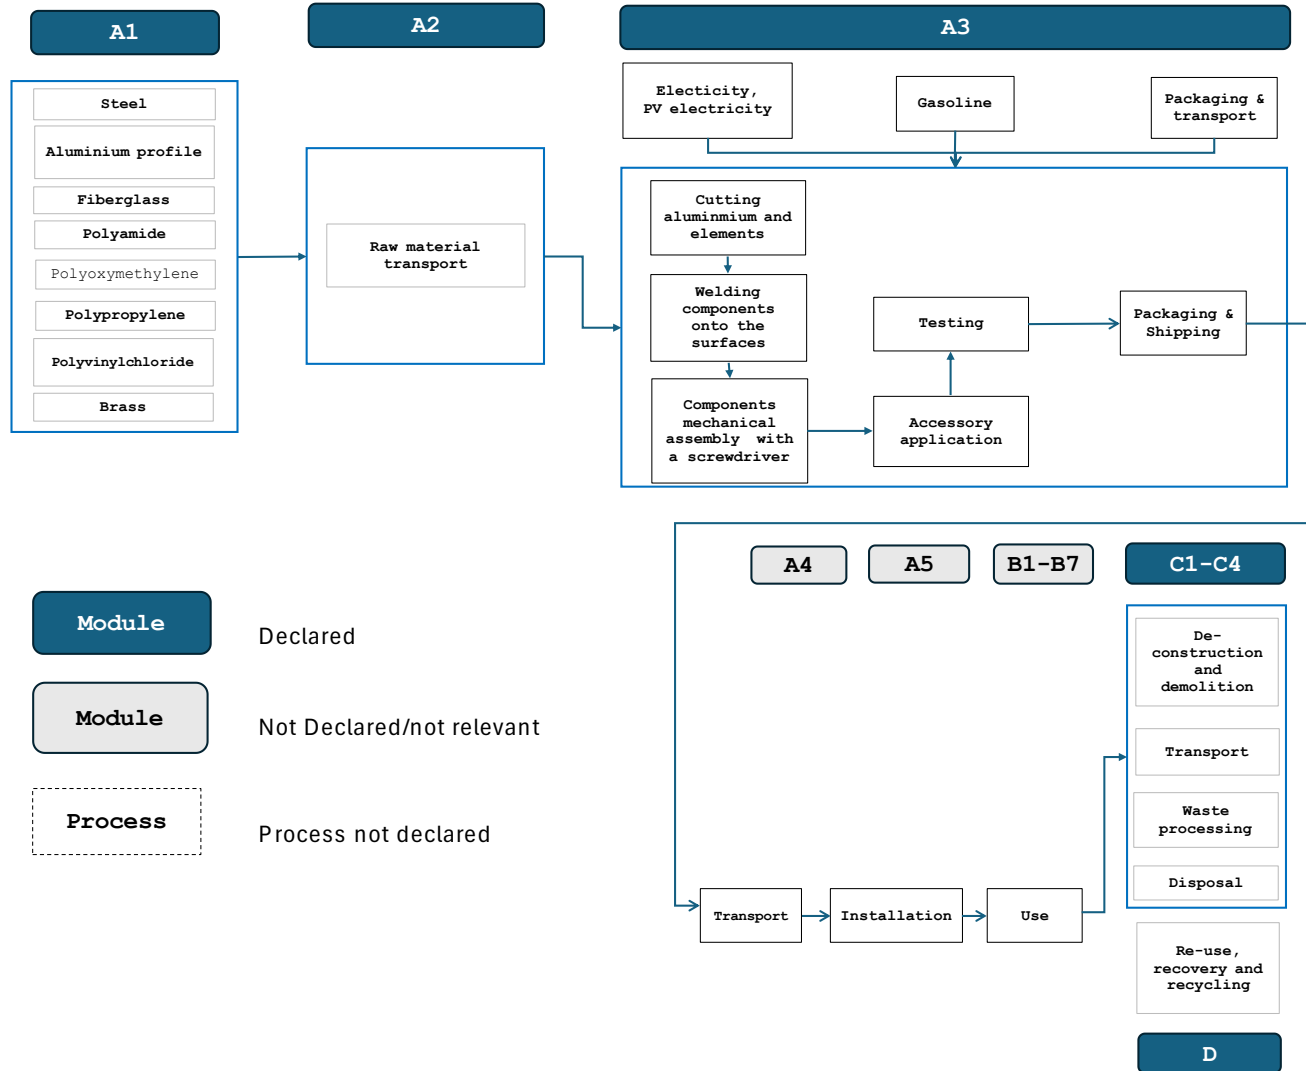 A1
A2
A3
Steel
Aluminium profile
Fiberglass
Polyamide
Polyoxymethylene
Polypropylene
Polyvinylchloride
Brass
Raw material
transport
Electicity,
PV electricity
Gasoline
Packaging &
transport
Cutting
aluminmium and
elements
Welding
components
onto the
surfaces
Components
mechanical
assembly with
a screwdriver
Testing
Accessory
application
Packaging &
Shipping
A4
A5
B1-B7
C1-C4
Module
Declared
Module
Not Declared/not relevant
Process
Process not declared
Transport
Installation
Use
De-
construction
and
demolition
Transport
Waste
processing
Disposal
Re-use,
recovery and
recycling
D